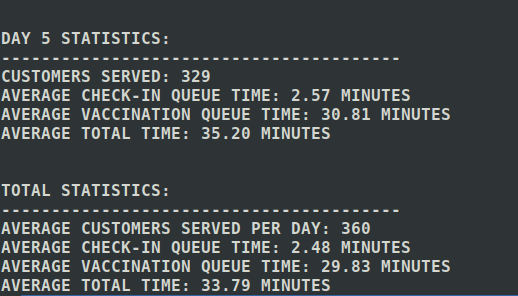 DAY 5 STATISTICS:
----------------------------------------
CUSTOMERS SERVED: 329
AVERAGE CHECK-IN QUEUE TIME: 2.57 MINUTES
AVERAGE VACCINATION QUEUE TIME: 30.81 MINUTES
AVERAGE TOTAL TIME: 35.20 MINUTES
TOTAL STATISTICS:
----------------------------------------
AVERAGE CUSTOMERS SERVED PER DAY: 360
AVERAGE CHECK-IN QUEUE TIME: 2.48 MINUTES
AVERAGE VACCINATION QUEUE TIME: 29.83 MINUTES
AVERAGE TOTAL TIME: 33.79 MINUTES